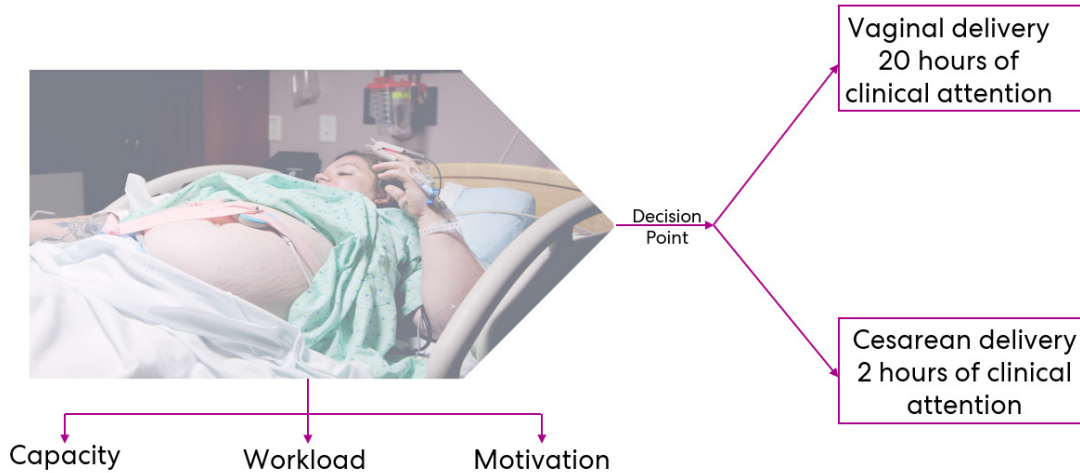 Vaginal delivery
20 hours of
clinical attention
Decision
Point
Cesarean delivery
2 hours of clinical
attention
Capacity
Workload
Motivation